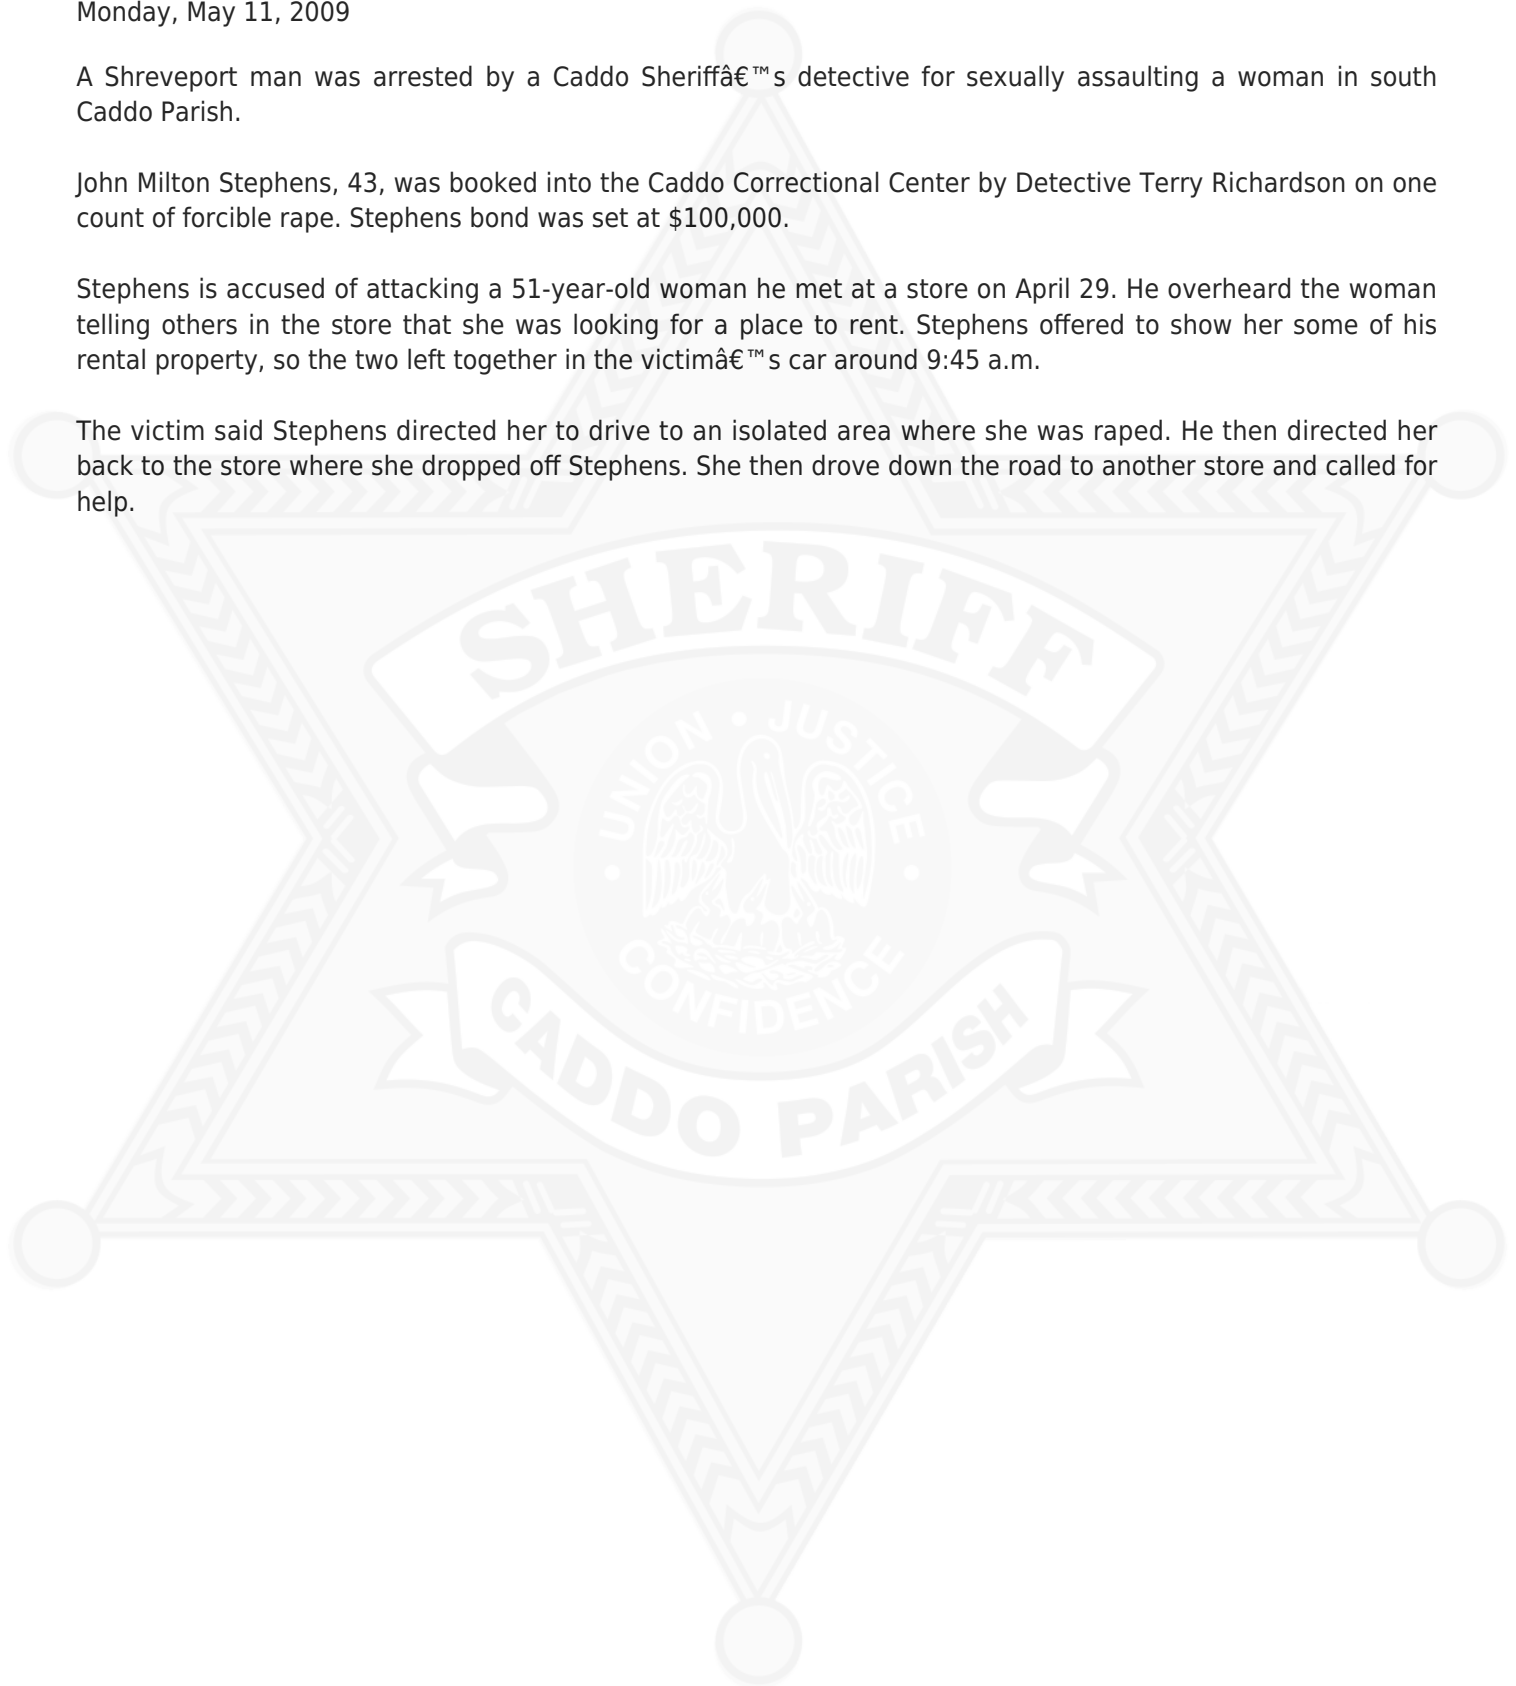 Monday, May 11, 2009
A Shreveport man was arrested by a Caddo Sheriffâ€™s detective for sexually assaulting a woman in south
Caddo Parish.
John Milton Stephens, 43, was booked into the Caddo Correctional Center by Detective Terry Richardson on one
count of forcible rape. Stephens bond was set at $100,000.
Stephens is accused of attacking a 51-year-old woman he met at a store on April 29. He overheard the woman
telling others in the store that she was looking for a place to rent. Stephens offered to show her some of his
rental property, so the two left together in the victimâ€™s car around 9:45 a.m.
The victim said Stephens directed her to drive to an isolated area where she was raped. He then directed her
back to the store where she dropped off Stephens. She then drove down the road to another store and called for
help.
SHERIFF
UNION • JUSTICE
• CONFIDENCE •
CADDO PARISH